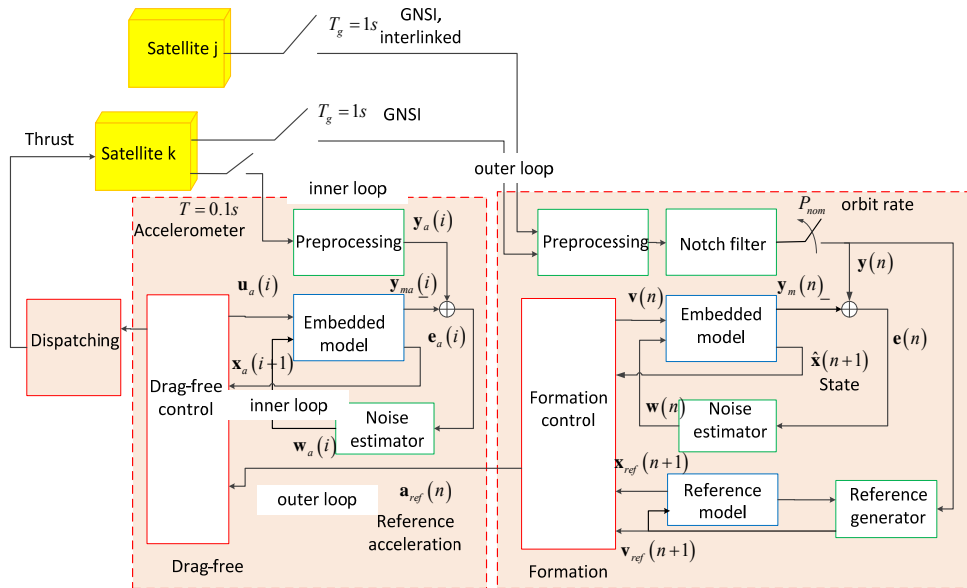 Satellite j
T_g = 1s
GNSI,
interlinked
T_g = 1s
GNSI
Thrust
Satellite k
outer loop
inner loop
T = 0.1s
Accelerometer
Preprocessing
y_a(i)
Preprocessing
Notch filter
P_nom
orbit rate
y(n)
u_a(i)
y_ma(i)
−
v(n)
y_m(n)
−
Dispatching
Embedded
model
e_a(i)
Embedded
model
e(n)
x_a(i+1)
Drag-free
control
x̂(n+1)
State
inner loop
Noise
estimator
w_a(i)
Formation
control
w(n)
Noise
estimator
x_ref(n+1)
outer loop
a_ref(n)
Reference
acceleration
Reference
model
Reference
generator
v_ref(n+1)
Drag-free
Formation